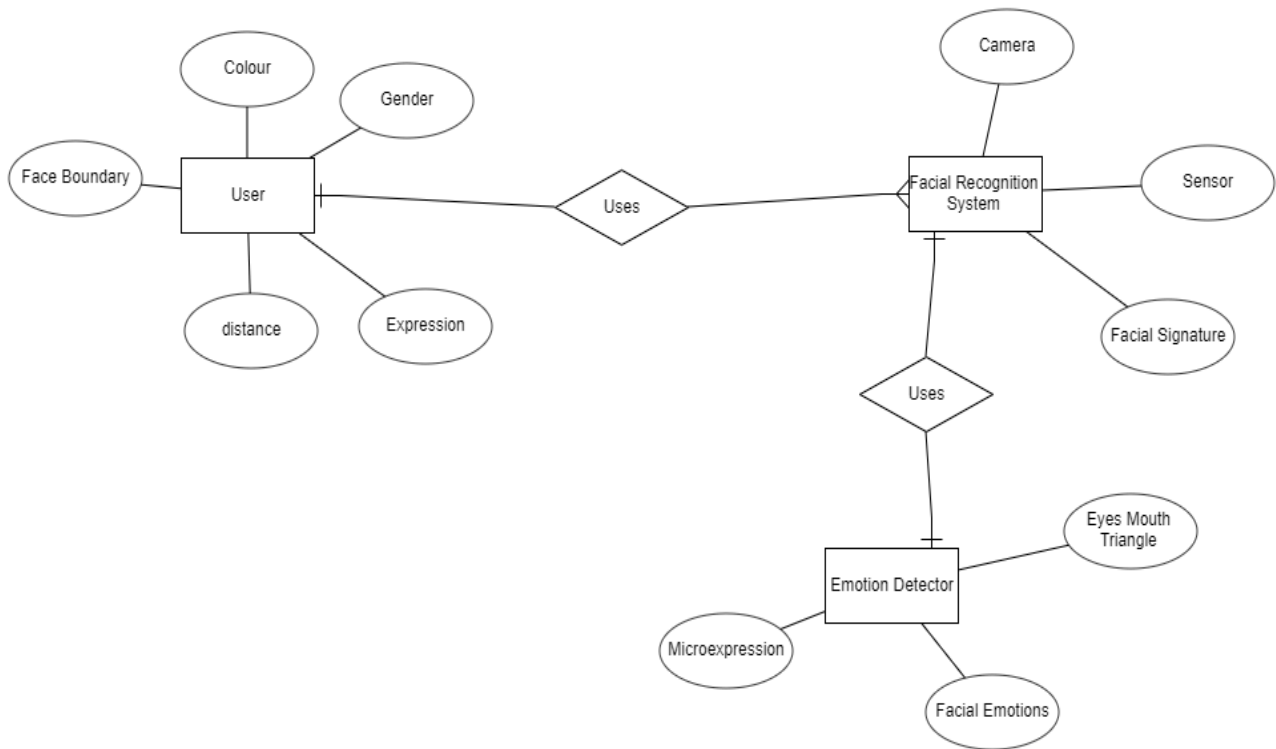 Camera
Colour
Gender
Face Boundary
User
Uses
Facial Recognition
System
Sensor
distance
Expression
Facial Signature
Uses
Eyes Mouth
Triangle
Emotion Detector
Microexpression
Facial Emotions